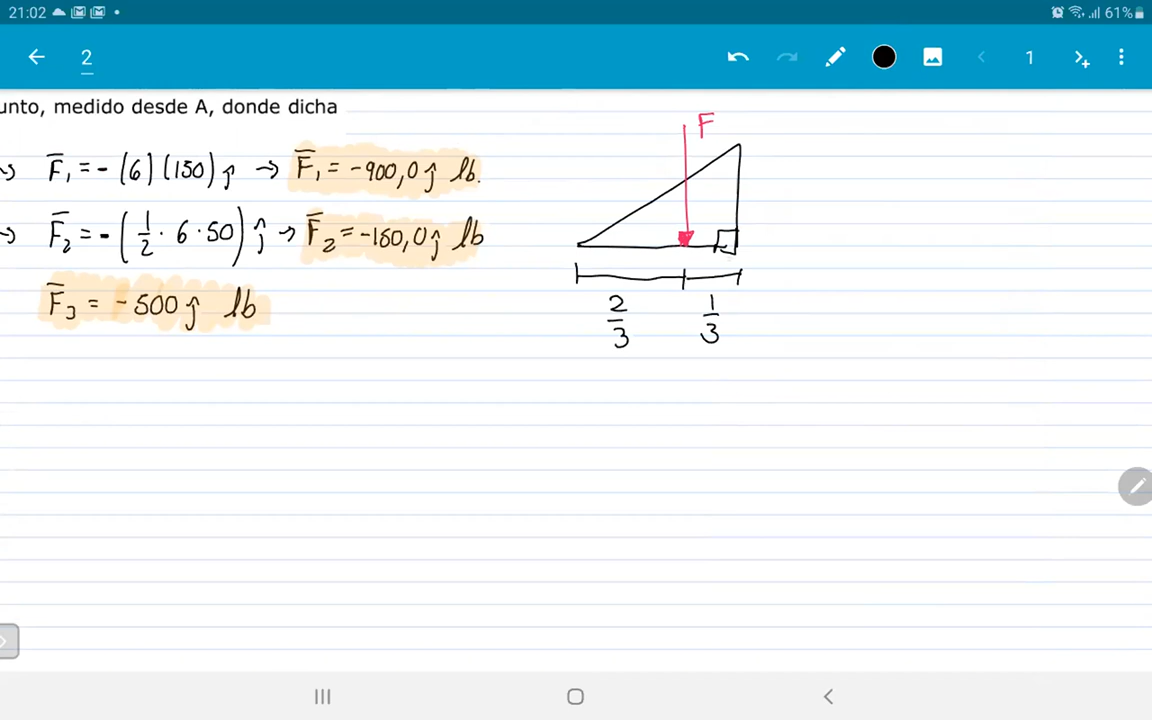 21:02 61%
2 1
unto, medido desde A, donde dicha
F̄₁ = - (6)(150) ĵ → F̄₁ = -900,0 ĵ lb.
F̄₂ = - (1/2 · 6 · 50) ĵ → F̄₂ = -150,0 ĵ lb
F̄₃ = - 500 ĵ lb
F
2/3 1/3